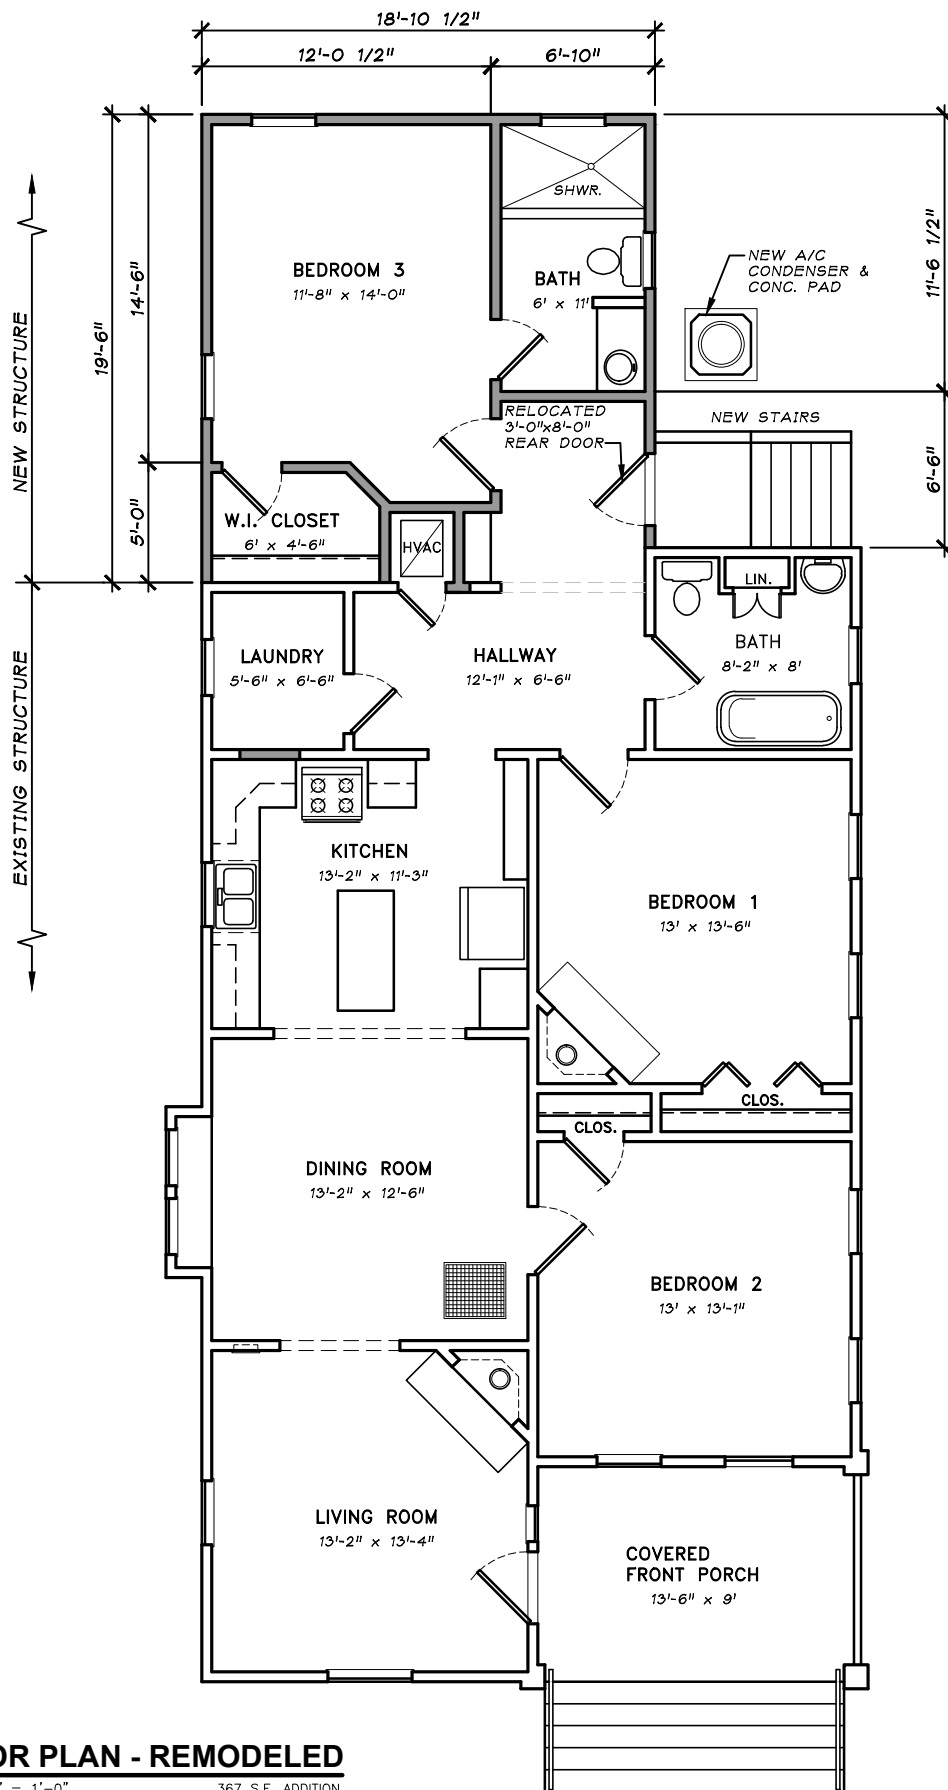 18'-10 1/2"
12'-0 1/2"
6'-10"
19'-6"
14'-6"
5'-0"
11'-6 1/2"
6'-6"
NEW STRUCTURE
EXISTING STRUCTURE
SHWR.
BEDROOM 3
11'-8" x 14'-0"
BATH
6' x 11'
NEW A/C
CONDENSER &
CONC. PAD
RELOCATED
3'-0"x8'-0"
REAR DOOR
NEW STAIRS
W.I. CLOSET
6' x 4'-6"
HVAC
LIN.
LAUNDRY
5'-6" x 6'-6"
HALLWAY
12'-1" x 6'-6"
BATH
8'-2" x 8'
KITCHEN
13'-2" x 11'-3"
BEDROOM 1
13' x 13'-6"
CLOS.
CLOS.
DINING ROOM
13'-2" x 12'-6"
BEDROOM 2
13' x 13'-1"
LIVING ROOM
13'-2" x 13'-4"
COVERED
FRONT PORCH
13'-6" x 9'
OR PLAN - REMODELED
" = 1'-0"
367 S.F. ADDITION